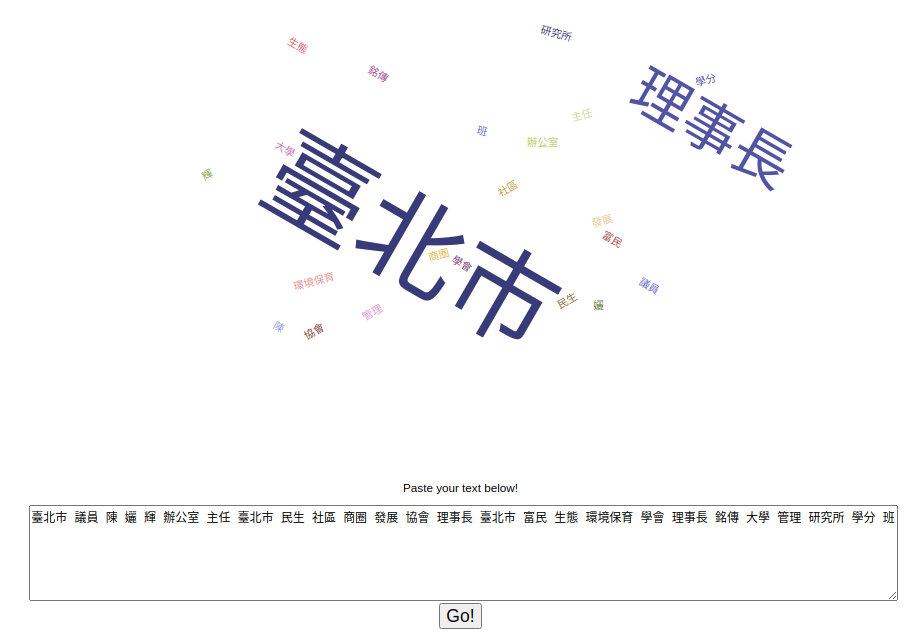 研究所
生態
銘傳
學分
理事長
主任
班
辦公室
大學
輝
臺北市
社區
發展
富民
商圈
學會
環境保育
議員
民生
孋
管理
陳
協會
Paste your text below!
臺北市 議員 陳 孋 輝 辦公室 主任 臺北市 民生 社區 商圈 發展 協會 理事長 臺北市 富民 生態 環境保育 學會 理事長 銘傳 大學 管理 研究所 學分 班
Go!